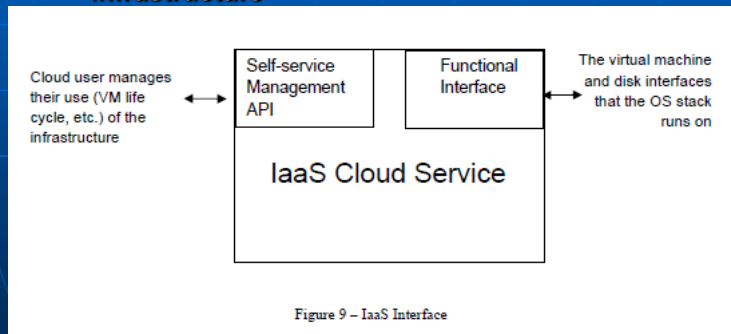 Cloud user manages
their use (VM life
cycle, etc.) of the
infrastructure
Self-service
Management
API
Functional
Interface
The virtual machine
and disk interfaces
that the OS stack
runs on
IaaS Cloud Service
Figure 9 – IaaS Interface